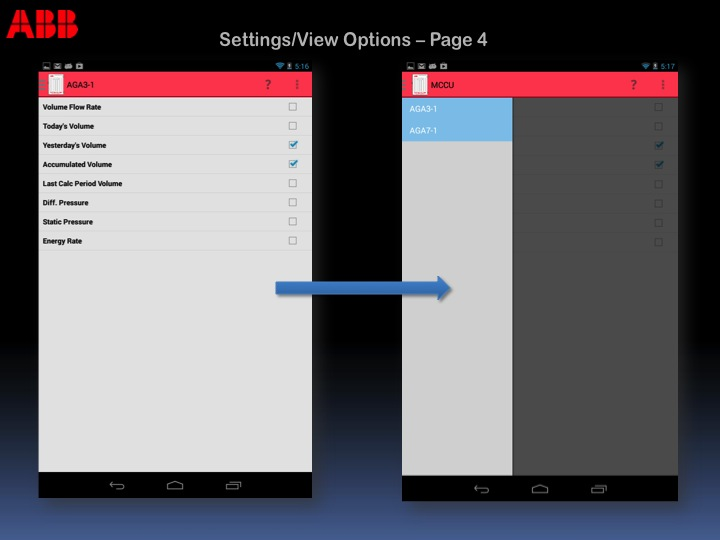 ABB
Settings/View Options – Page 4
5:16
AGA3-1
?
Volume Flow Rate
Today's Volume
Yesterday's Volume
Accumulated Volume
Last Calc Period Volume
Diff. Pressure
Static Pressure
Energy Rate
5:17
MCCU
?
AGA3-1
AGA7-1